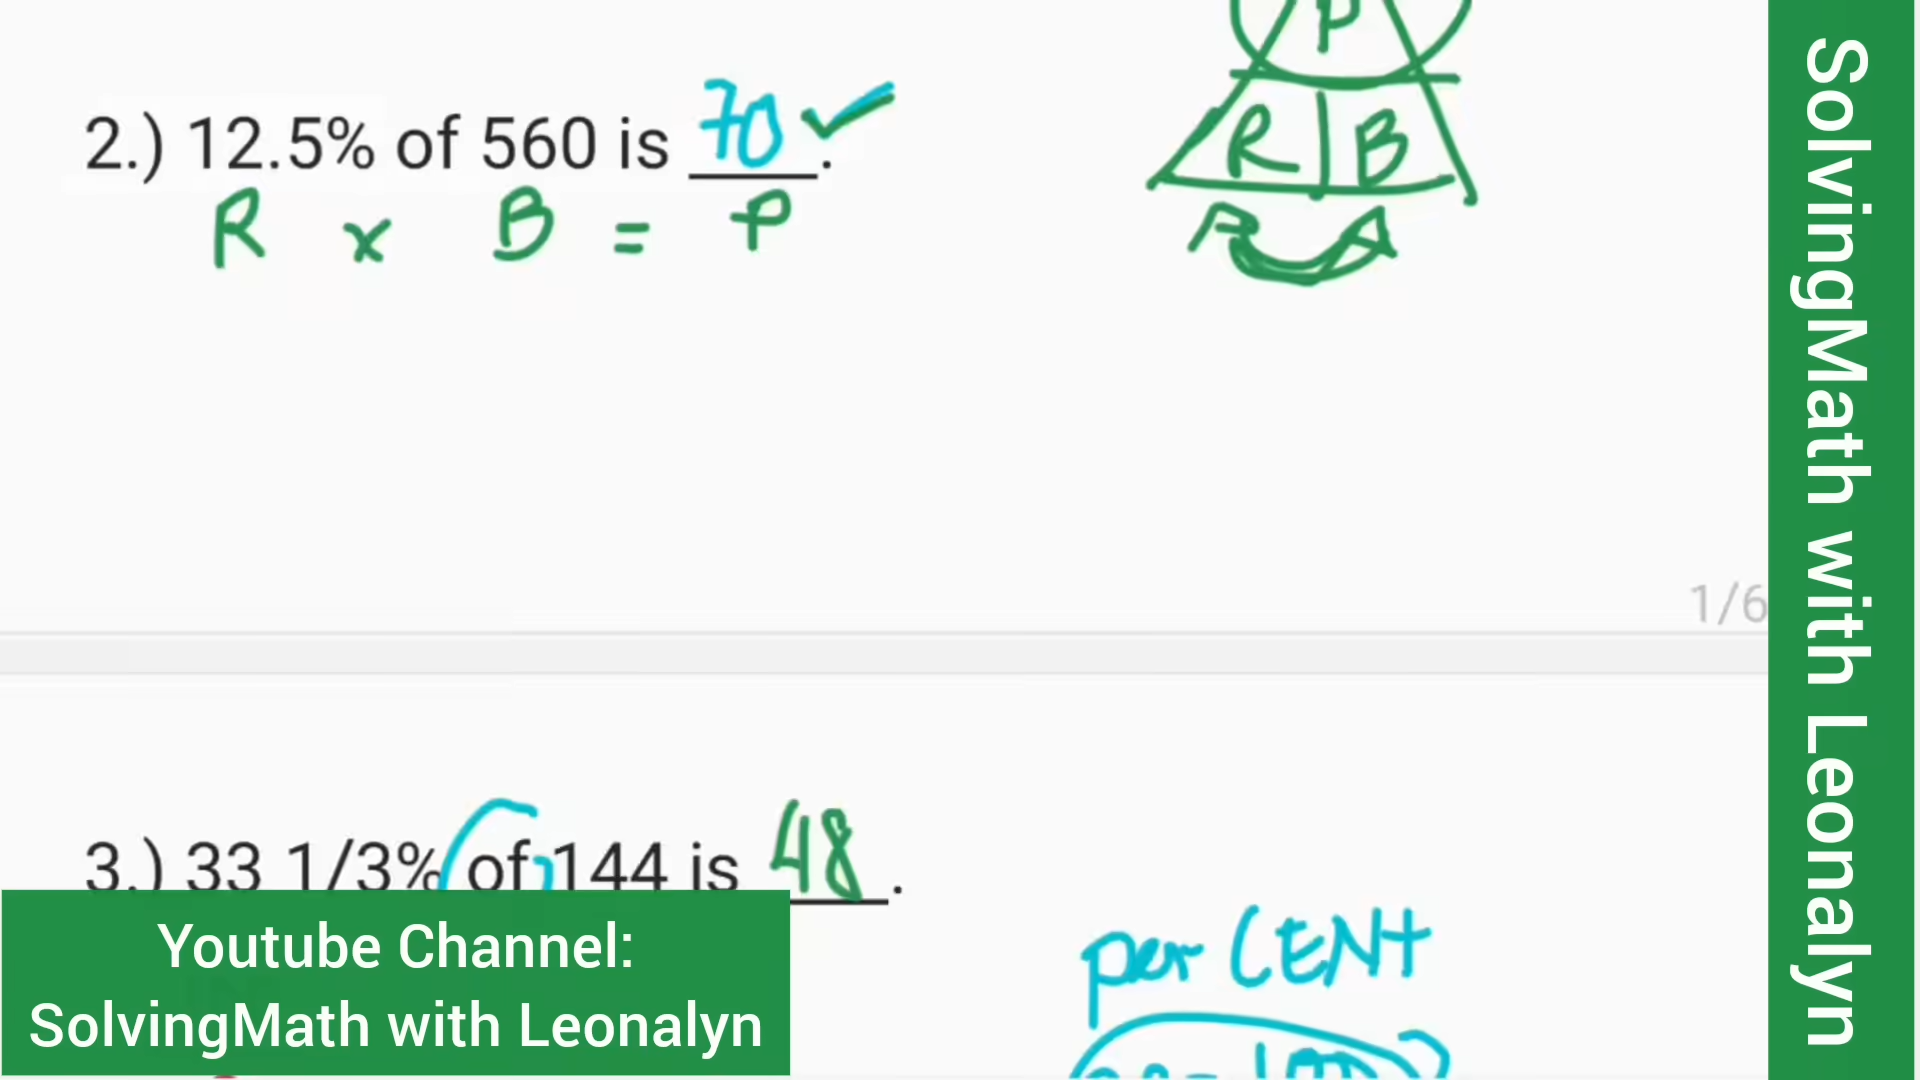 P
2.) 12.5% of 560 is 70.
R | B
R x B = P
1/6
3.) 33 1/3% of 144 is 48.
per CENT
Youtube Channel:
SolvingMath with Leonalyn
SolvingMath with Leonalyn